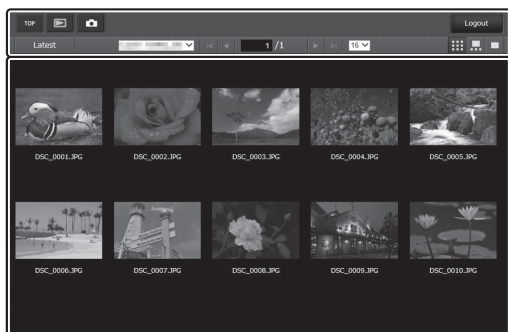 TOP Logout
Latest 1 /1 16
DSC_0001.JPG DSC_0002.JPG DSC_0003.JPG DSC_0004.JPG DSC_0005.JPG
DSC_0006.JPG DSC_0007.JPG DSC_0008.JPG DSC_0009.JPG DSC_0010.JPG